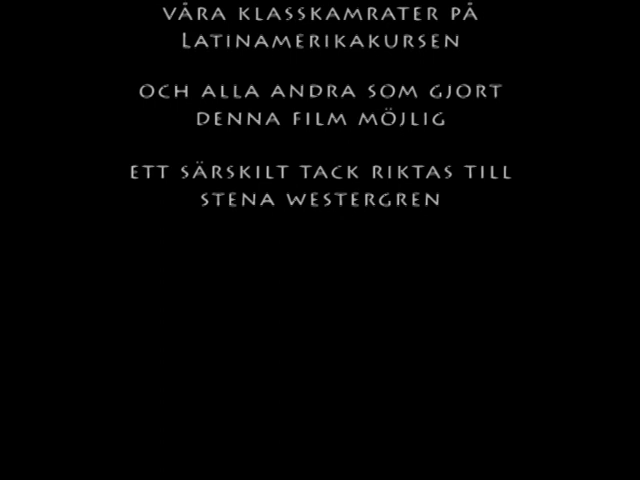 VÅRA KLASSKAMRATER PÅ
LATINAMERIKAKURSEN
OCH ALLA ANDRA SOM GJORT
DENNA FILM MÖJLIG
ETT SÄRSKILT TACK RIKTAS TILL
STENA WESTERGREN